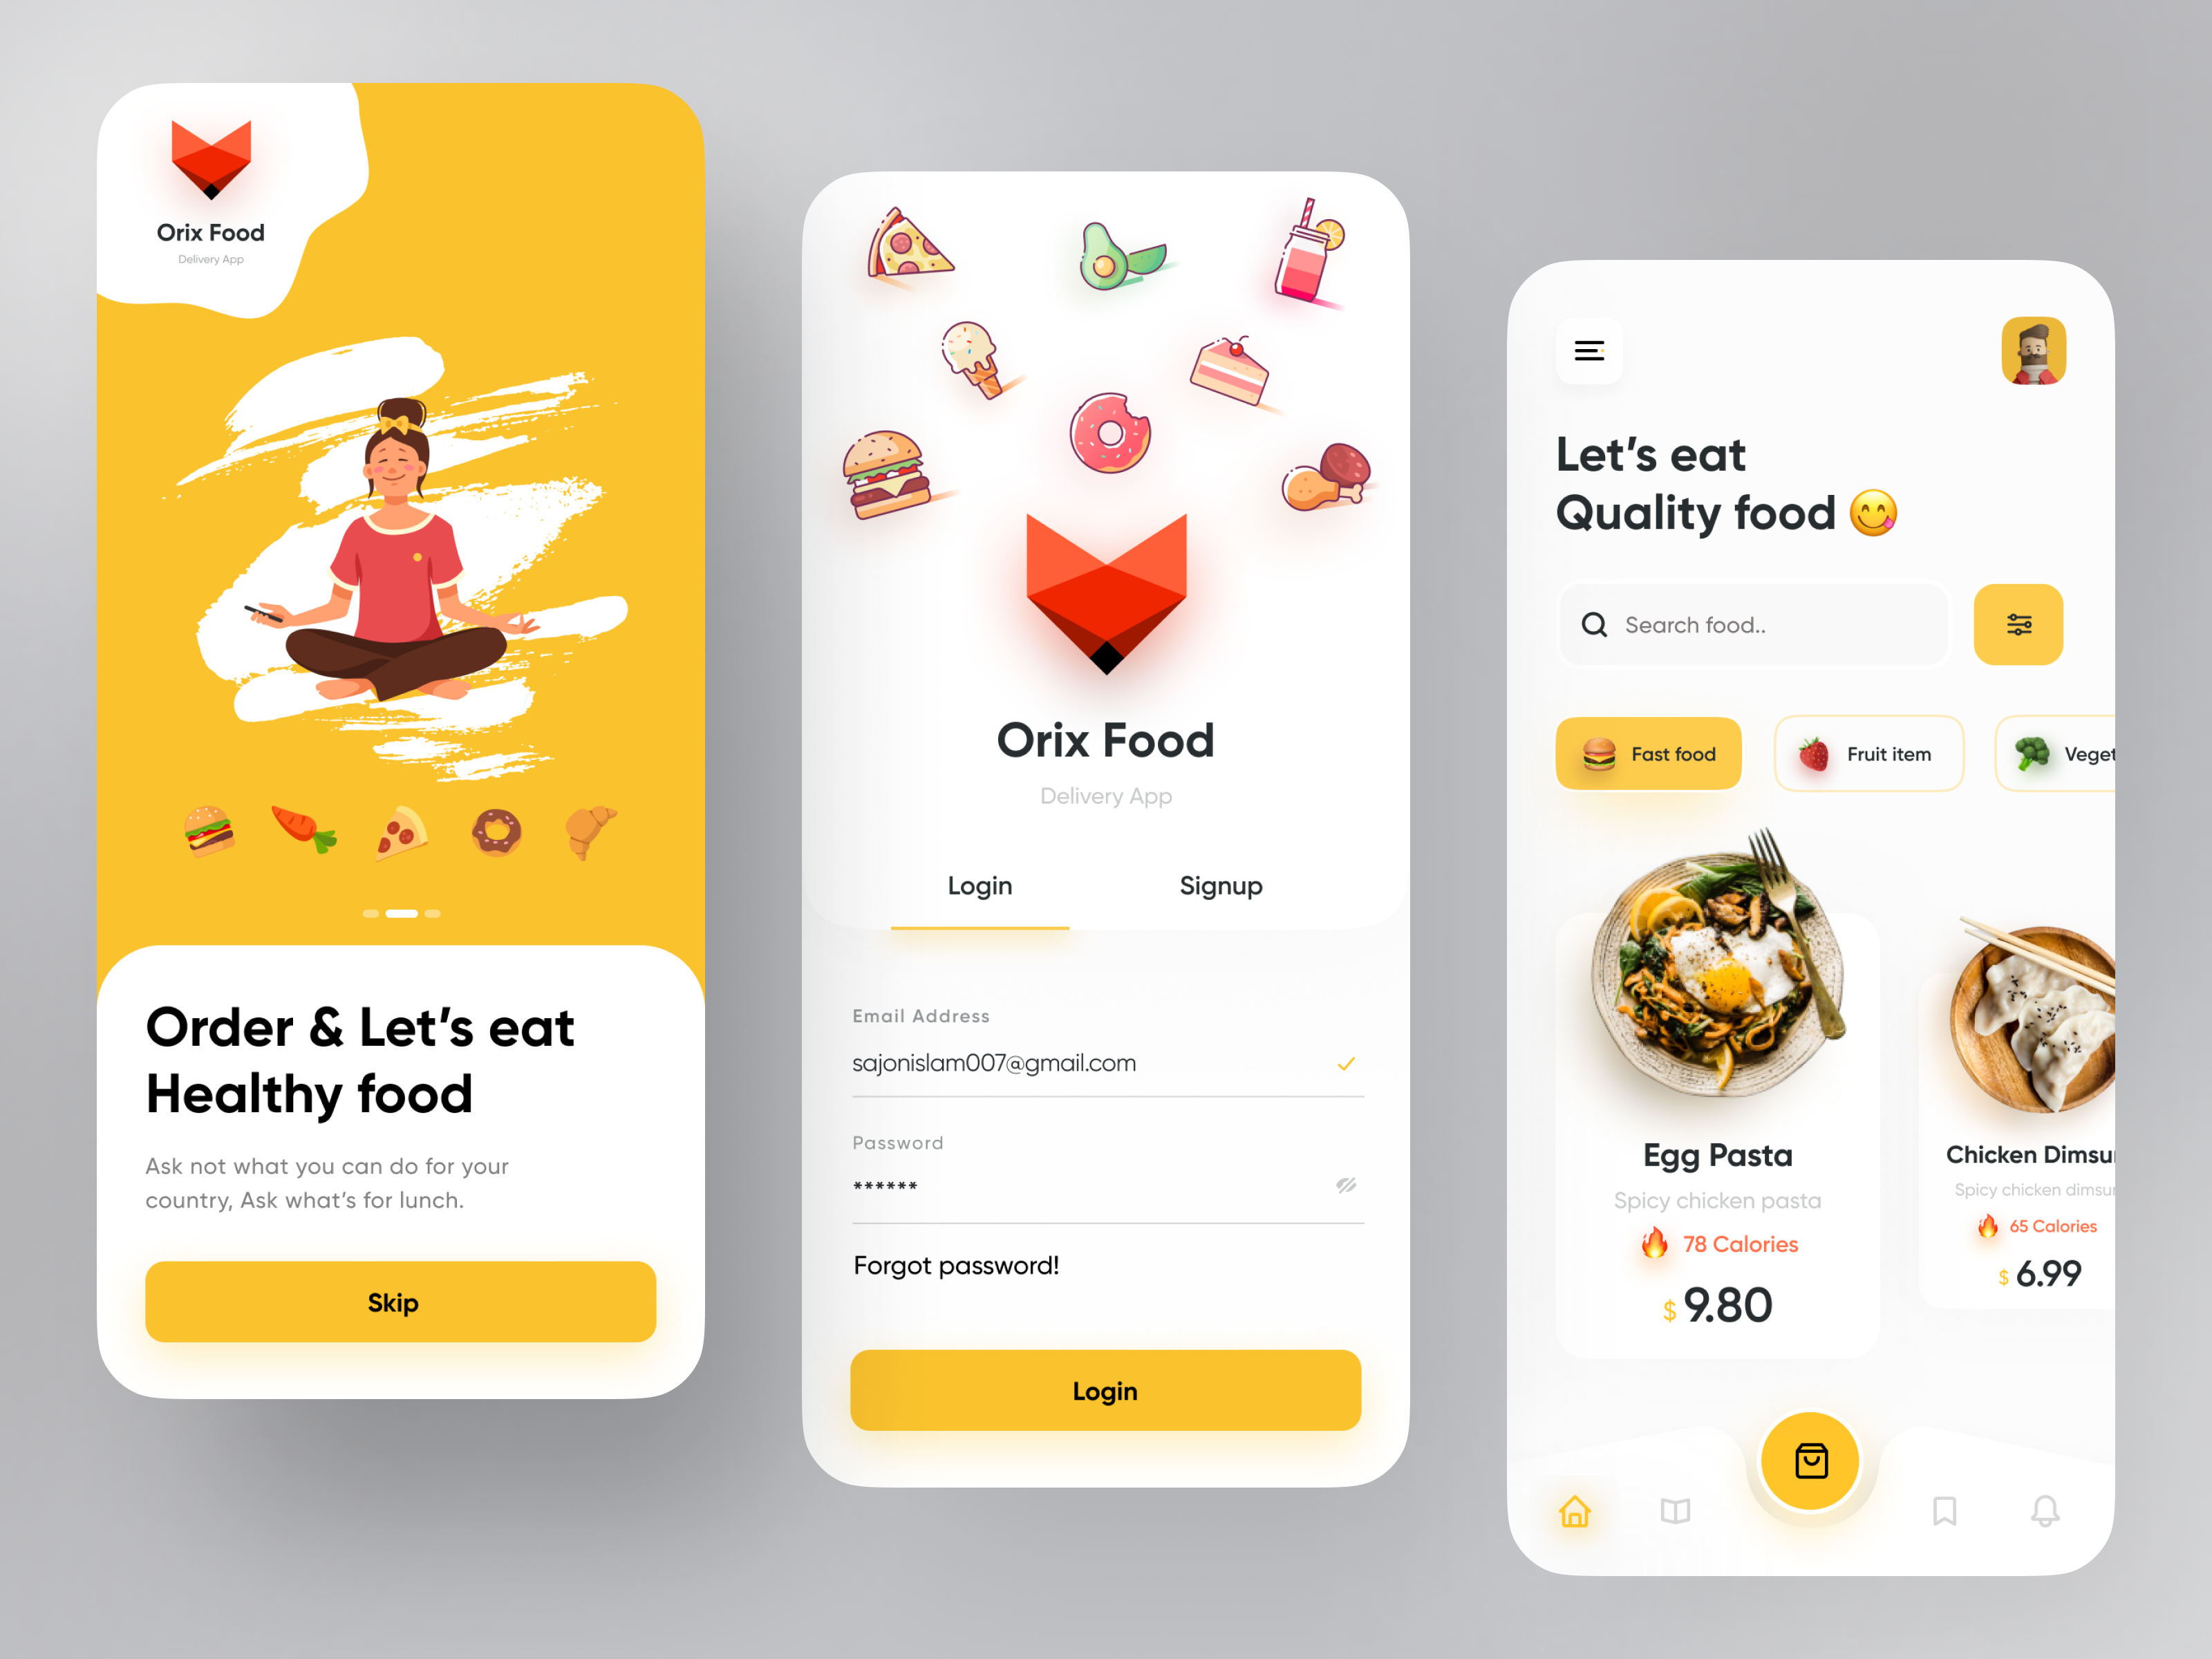 Orix Food
Delivery App
Order & Let's eat
Healthy food
Ask not what you can do for your
country, Ask what's for lunch.
Skip
Orix Food
Delivery App
Login
Signup
Email Address
sajonislam007@gmail.com
Password
******
Forgot password!
Login
Let's eat
Quality food 😋
Search food..
Fast food
Fruit item
Veget
Egg Pasta
Spicy chicken pasta
78 Calories
$ 9.80
Chicken Dimsu
Spicy chicken dimsu
65 Calories
$ 6.99